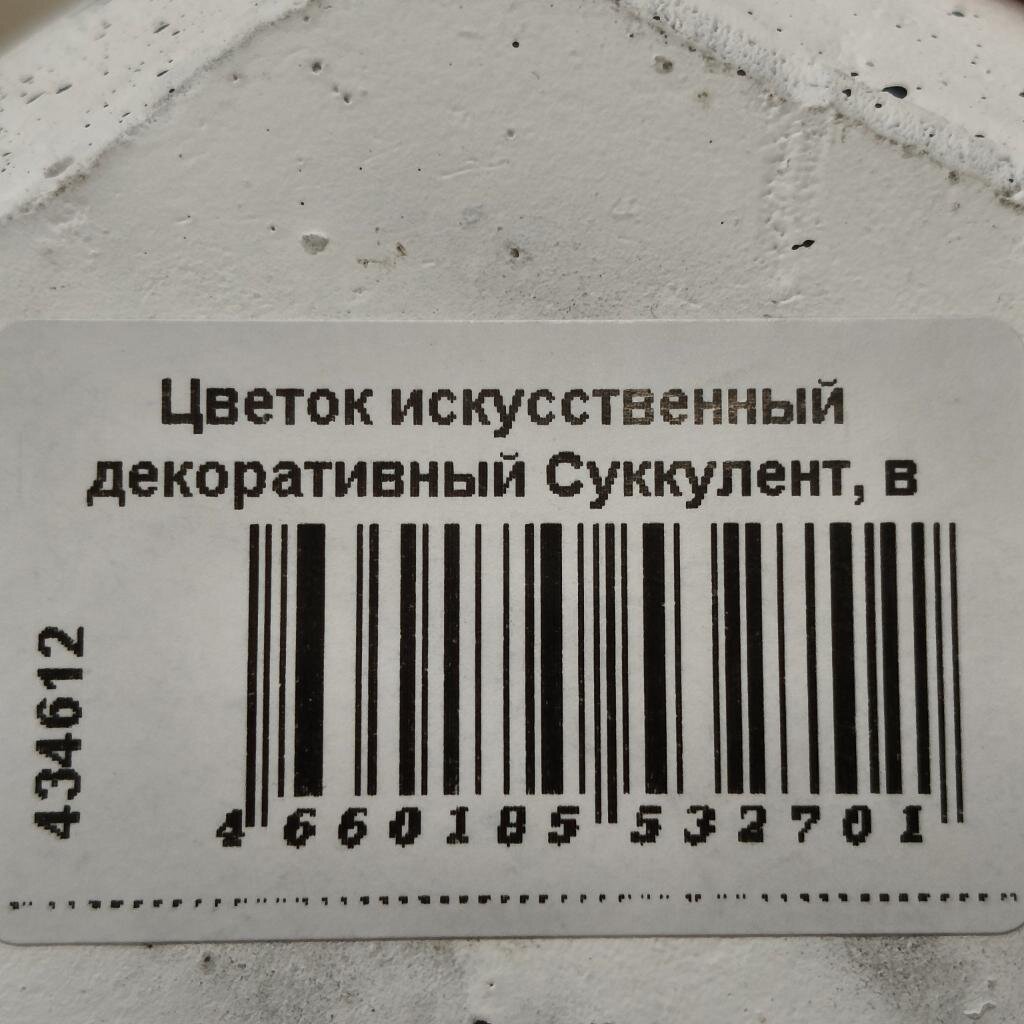 Цветок искусственный
декоративный Суккулент, в
434612
4 660185 532701